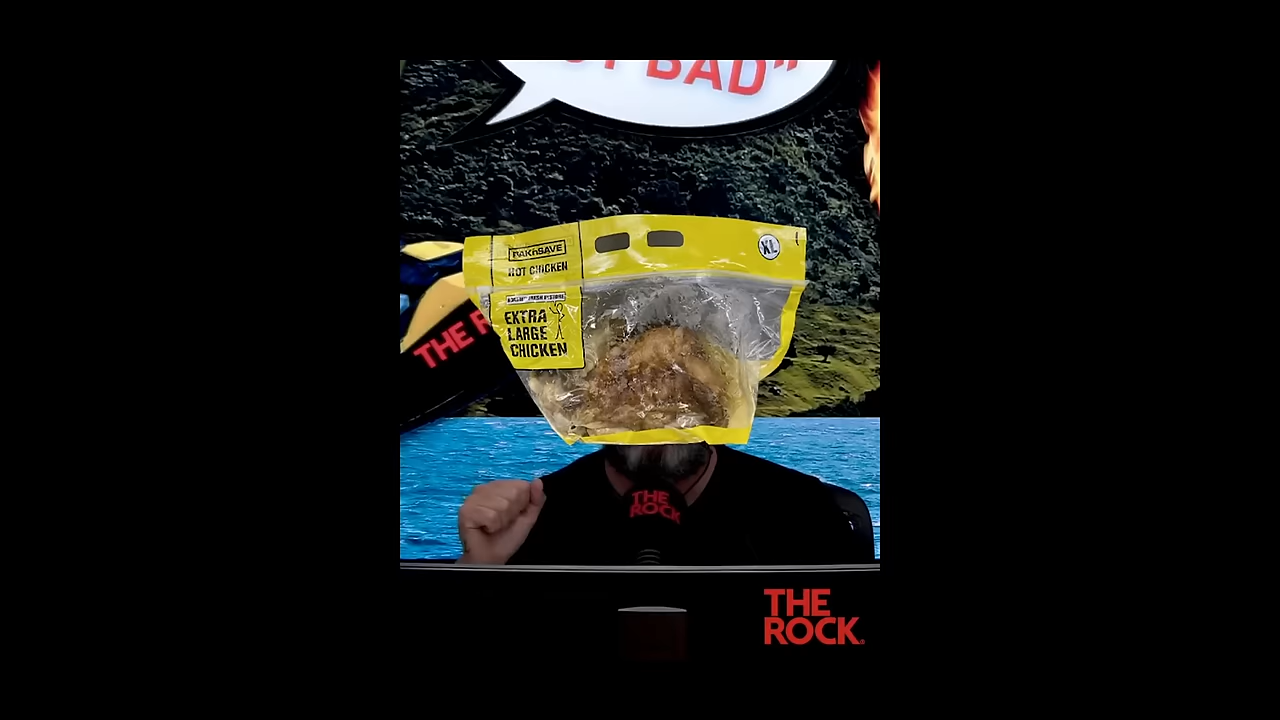 BAD"
PAK'nSAVE
HOT CHICKEN
XL
EXTRA
LARGE
CHICKEN
THE R
THE
ROCK
THE
ROCK